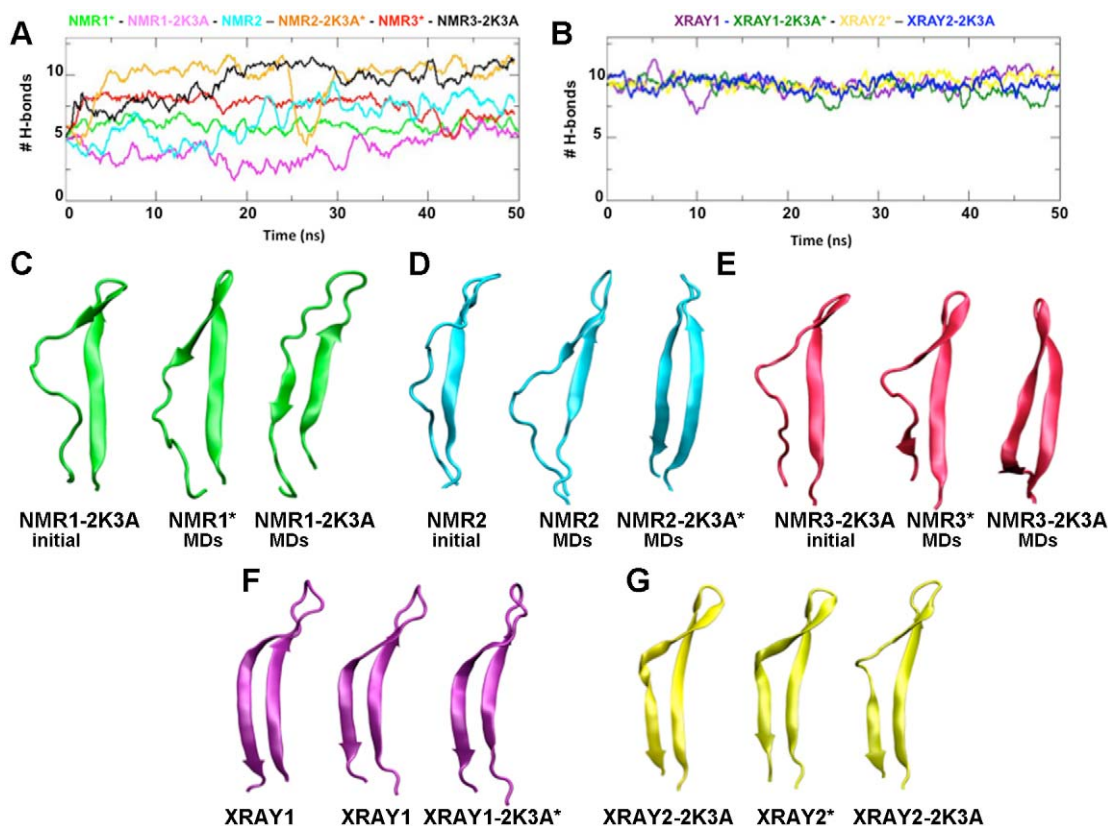 NMR1* - NMR1-2K3A - NMR2 – NMR2-2KA* - NMR3* - NMR3-2K3A
XRAY1 - XRAY1-2K3A* - XRAY2* – XRAY2-2K3A
A
B
# H-bonds
10
5
0
0
10
20
30
40
50
Time (ns)
# H-bonds
10
5
0
0
10
20
30
40
50
Time (ns)
C
D
E
NMR1-2K3A
initial
NMR1*
MDs
NMR1-2K3A
MDs
NMR2
initial
NMR2
MDs
NMR2-2KA*
MDs
NMR3-2K3A
initial
NMR3*
MDs
NMR3-2K3A
MDs
F
G
XRAY1
XRAY1
XRAY1-2K3A*
XRAY2-2K3A
XRAY2*
XRAY2-2K3A